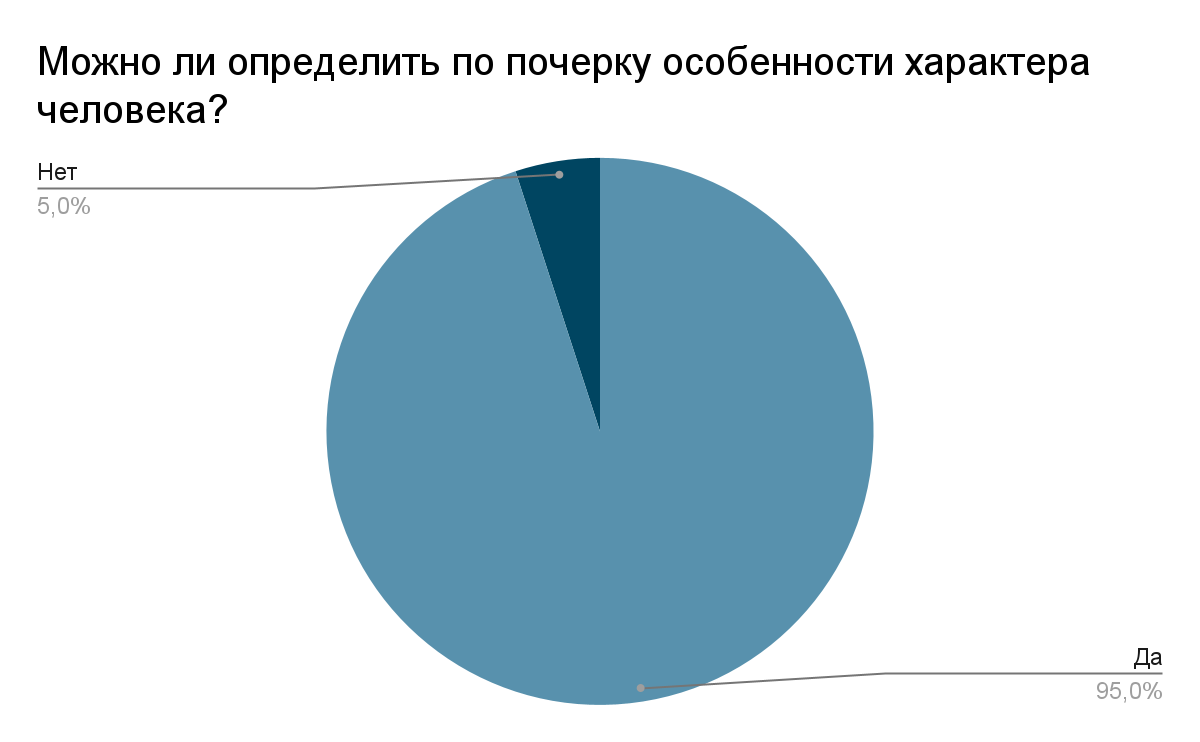 Можно ли определить по почерку особенности характера
человека?
Нет
5,0%
Да
95,0%